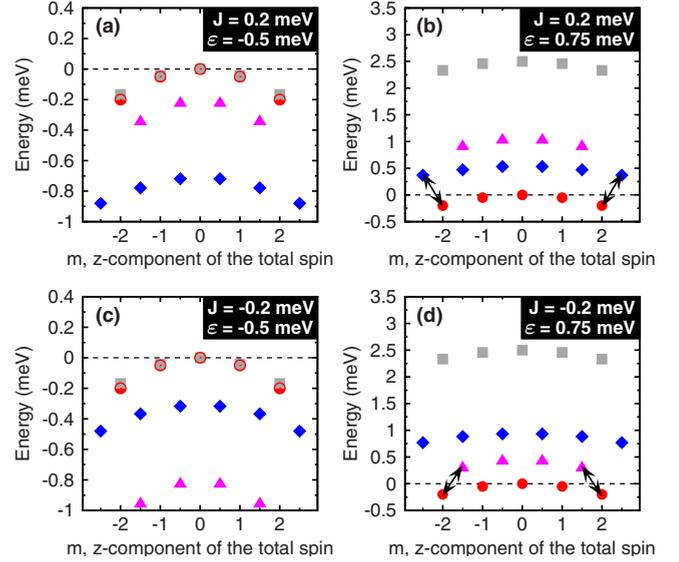 (a)
J = 0.2 meV
ε = -0.5 meV
Energy (meV)
0.4
0.2
0
-0.2
-0.4
-0.6
-0.8
-1
-2 -1 0 1 2
m, z-component of the total spin
(b)
J = 0.2 meV
ε = 0.75 meV
Energy (meV)
3.5
3
2.5
2
1.5
1
0.5
0
-0.5
-2 -1 0 1 2
m, z-component of the total spin
(c)
J = -0.2 meV
ε = -0.5 meV
Energy (meV)
0.4
0.2
0
-0.2
-0.4
-0.6
-0.8
-1
-2 -1 0 1 2
m, z-component of the total spin
(d)
J = -0.2 meV
ε = 0.75 meV
Energy (meV)
3.5
3
2.5
2
1.5
1
0.5
0
-0.5
-2 -1 0 1 2
m, z-component of the total spin